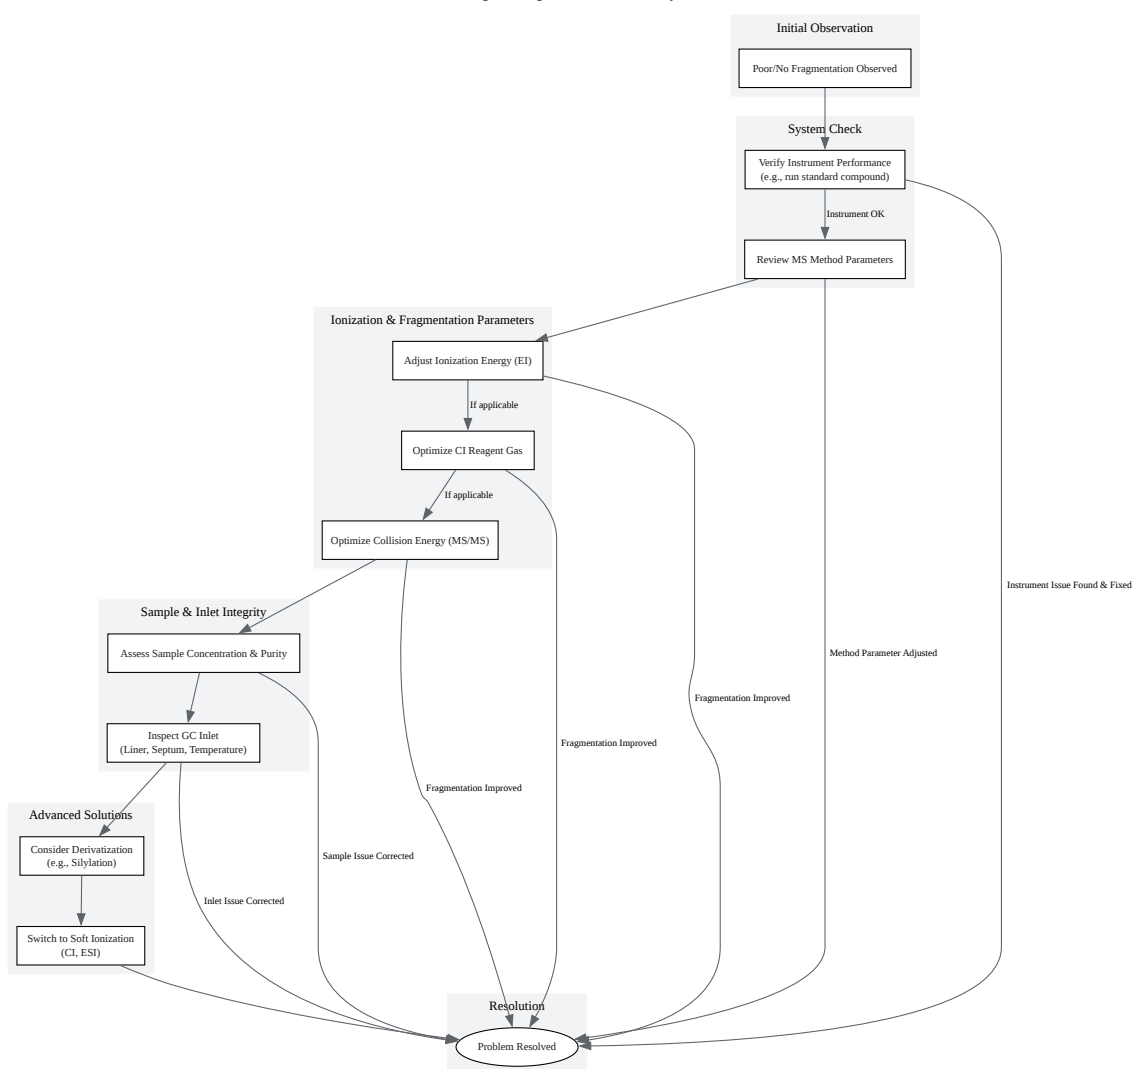 Initial Observation
Poor/No Fragmentation Observed
System Check
Verify Instrument Performance
(e.g., run standard compound)
Instrument OK
Review MS Method Parameters
Ionization & Fragmentation Parameters
Adjust Ionization Energy (EI)
If applicable
Optimize CI Reagent Gas
If applicable
Optimize Collision Energy (MS/MS)
Instrument Issue Found & Fixed
Sample & Inlet Integrity
Assess Sample Concentration & Purity
Method Parameter Adjusted
Fragmentation Improved
Inspect GC Inlet
(Liner, Septum, Temperature)
Fragmentation Improved
Fragmentation Improved
Advanced Solutions
Consider Derivatization
(e.g., Silylation)
Sample Issue Corrected
Inlet Issue Corrected
Switch to Soft Ionization
(CI, ESI)
Resolution
Problem Resolved